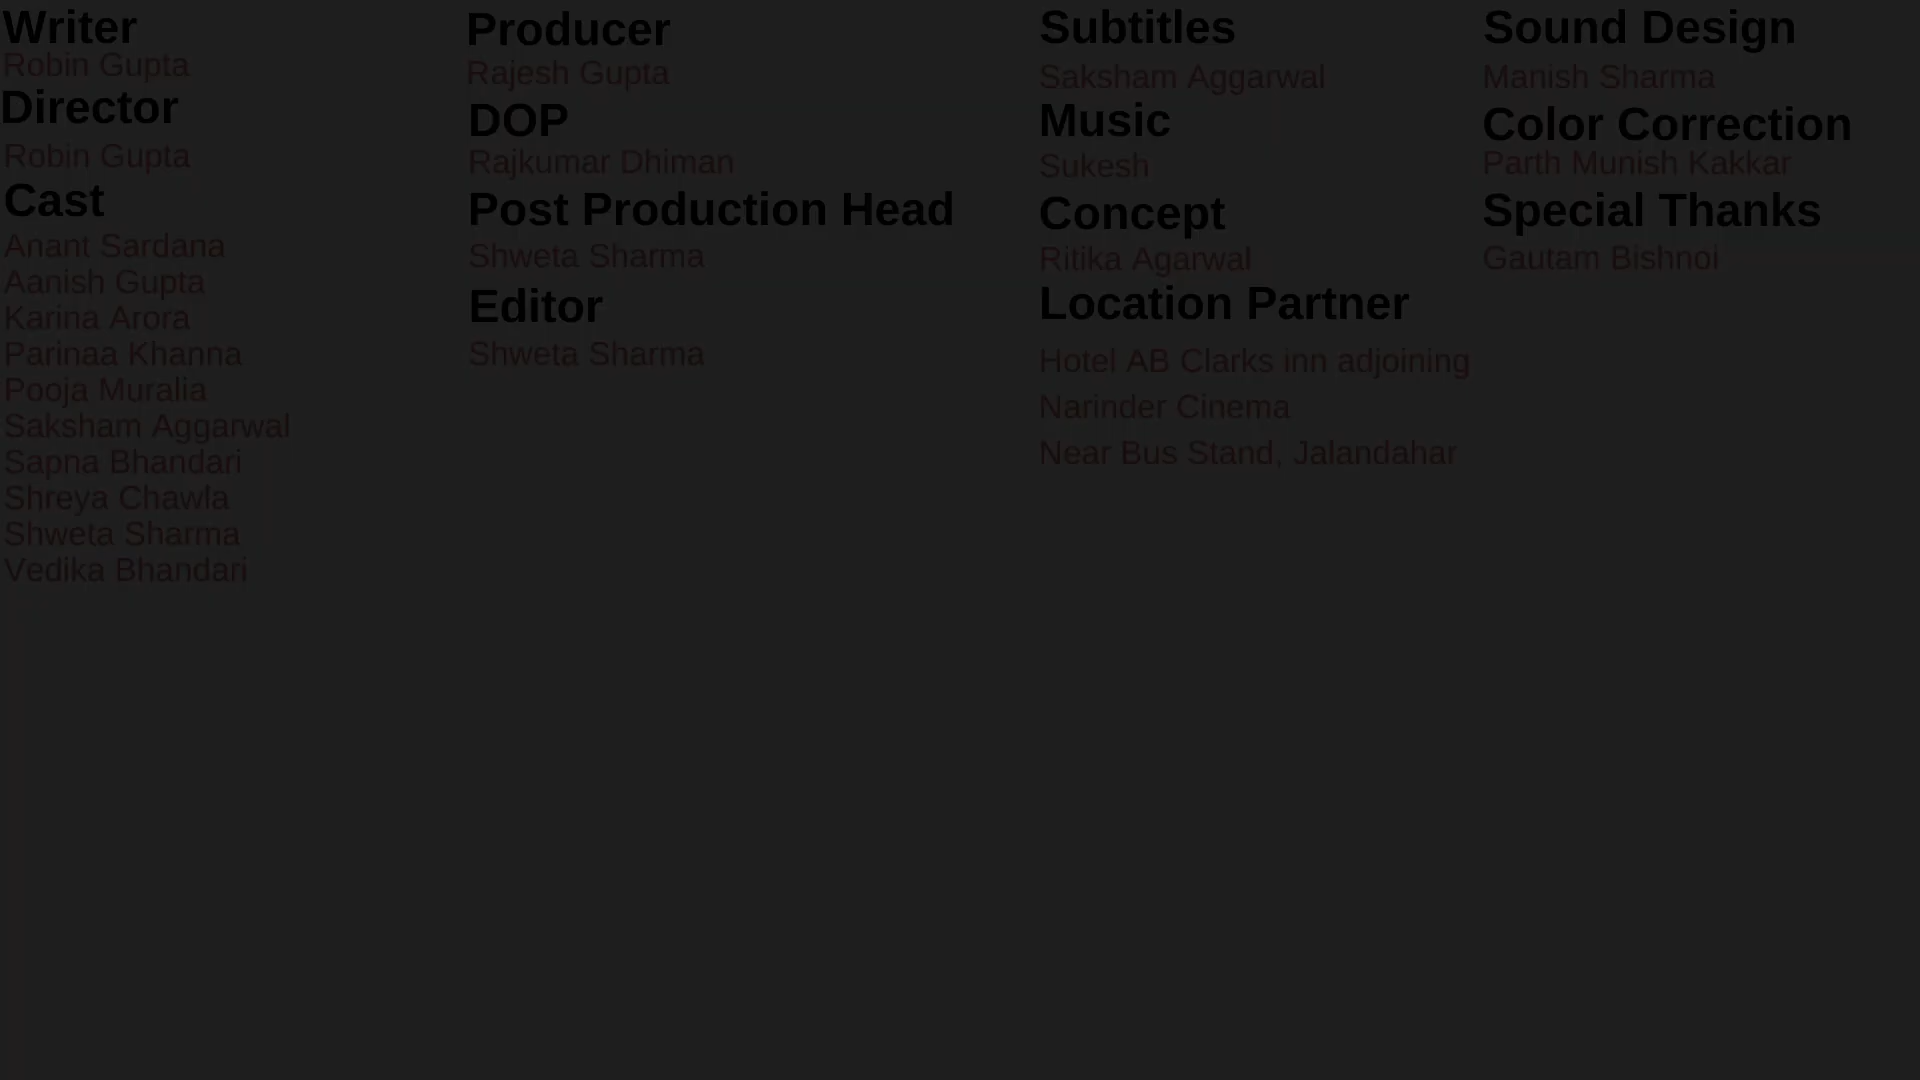 Writer
Robin Gupta
Director
Robin Gupta
Cast
Anant Sardana
Aanish Gupta
Karina Arora
Parinaa Khanna
Pooja Muralia
Saksham Aggarwal
Sapna Bhandari
Shreya Chawla
Shweta Sharma
Vedika Bhandari
Producer
Rajesh Gupta
DOP
Rajkumar Dhiman
Post Production Head
Shweta Sharma
Editor
Shweta Sharma
Subtitles
Saksham Aggarwal
Music
Sukesh
Concept
Ritika Agarwal
Location Partner
Hotel AB Clarks inn adjoining
Narinder Cinema
Near Bus Stand, Jalandahar
Sound Design
Manish Sharma
Color Correction
Parth Munish Kakkar
Special Thanks
Gautam Bishnoi